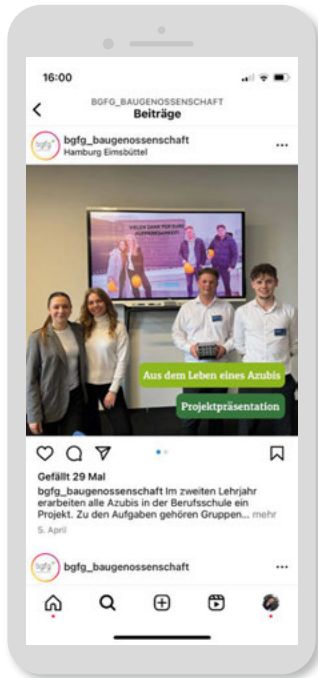 16:00
BGFG_BAUGENOSSENSCHAFT
Beiträge
bgfg_baugenossenschaft
Hamburg Eimsbüttel
VIELEN DANK FÜR EURE
AUFMERKSAMKEIT!
Aus dem Leben eines Azubis
Projektpräsentation
Gefällt 29 Mal
bgfg_baugenossenschaft Im zweiten Lehrjahr
erarbeiten alle Azubis in der Berufsschule ein
Projekt. Zu den Aufgaben gehören Gruppen... mehr
5. April
bgfg_baugenossenschaft